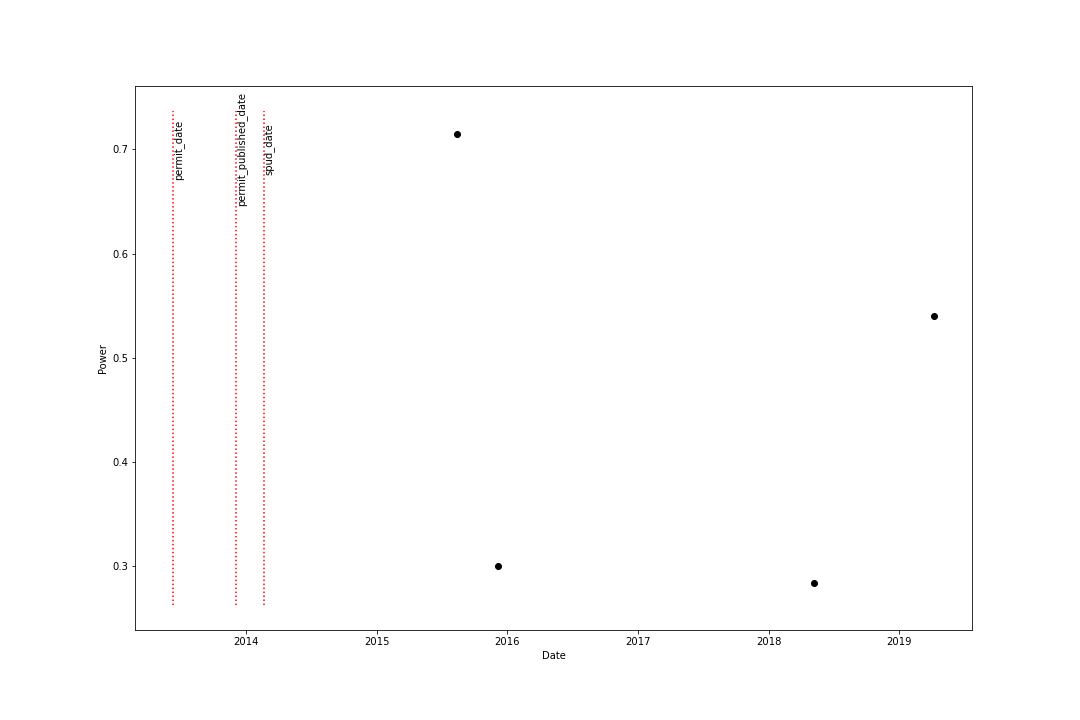 permit_date
permit_published_date
spud_date
0.7
0.6
0.5
0.4
0.3
Power
2014 2015 2016 2017 2018 2019
Date